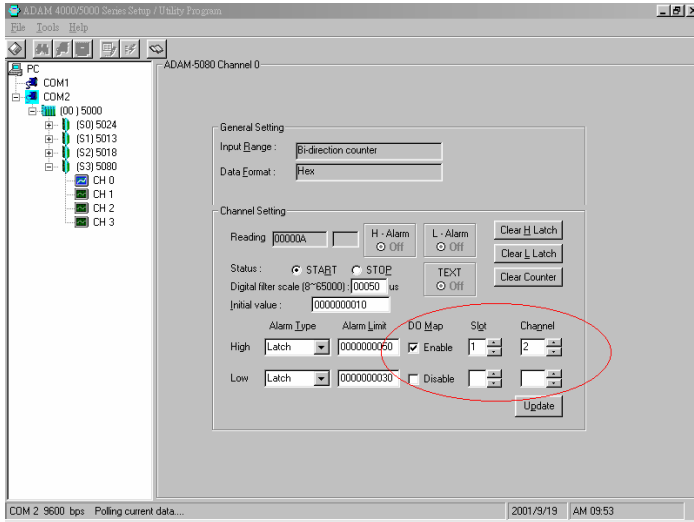 ADAM 4000/5000 Series Setup / Utility Program
File Tools Help
PC
COM1
COM2
(00 ) 5000
(S0) 5024
(S1) 5013
(S2) 5018
(S3) 5080
CH 0
CH 1
CH 2
CH 3
ADAM-5080 Channel 0
General Setting
Input Range : Bi-direction counter
Data Format : Hex
Channel Setting
Reading 00000A
H - Alarm
Off
L - Alarm
Off
Clear H Latch
Clear L Latch
Status : START STOP
TEXT
Off
Clear Counter
Digital filter scale (8~65000) : 00050 us
Initial value : 0000000010
Alarm Type Alarm Limit DO Map Slot Channel
High Latch 0000000050 Enable 1 2
Low Latch 0000000030 Disable
Update
COM 2 9600 bps Polling current data.... 2001/9/19 AM 09:53